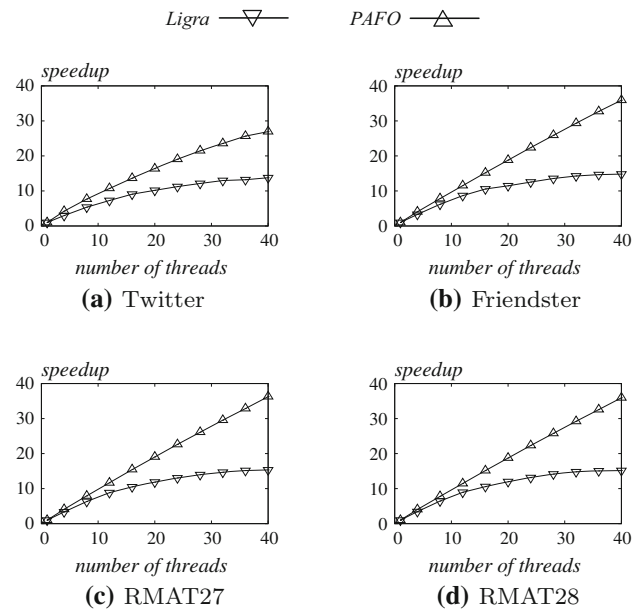 Ligra PAFO
speedup
40
30
20
10
0
0 10 20 30 40
number of threads
(a) Twitter
speedup
40
30
20
10
0
0 10 20 30 40
number of threads
(b) Friendster
speedup
40
30
20
10
0
0 10 20 30 40
number of threads
(c) RMAT27
speedup
40
30
20
10
0
0 10 20 30 40
number of threads
(d) RMAT28